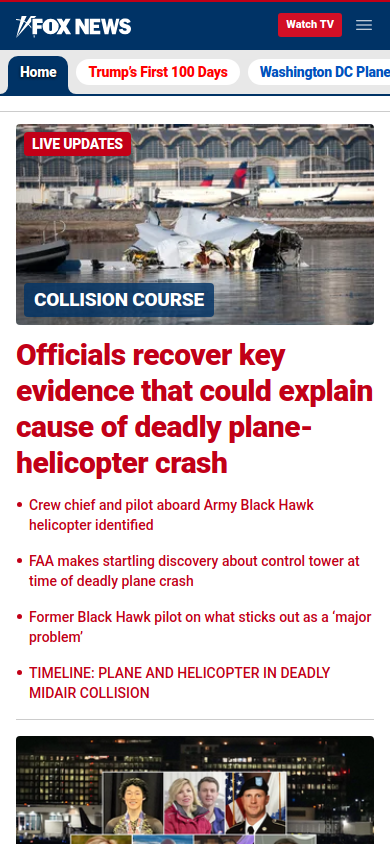 FOX NEWS
Watch TV
Home
Trump's First 100 Days
Washington DC Plane
LIVE UPDATES
COLLISION COURSE
Officials recover key
evidence that could explain
cause of deadly plane-
helicopter crash
• Crew chief and pilot aboard Army Black Hawk
helicopter identified
• FAA makes startling discovery about control tower at
time of deadly plane crash
• Former Black Hawk pilot on what sticks out as a ‘major
problem’
• TIMELINE: PLANE AND HELICOPTER IN DEADLY
MIDAIR COLLISION